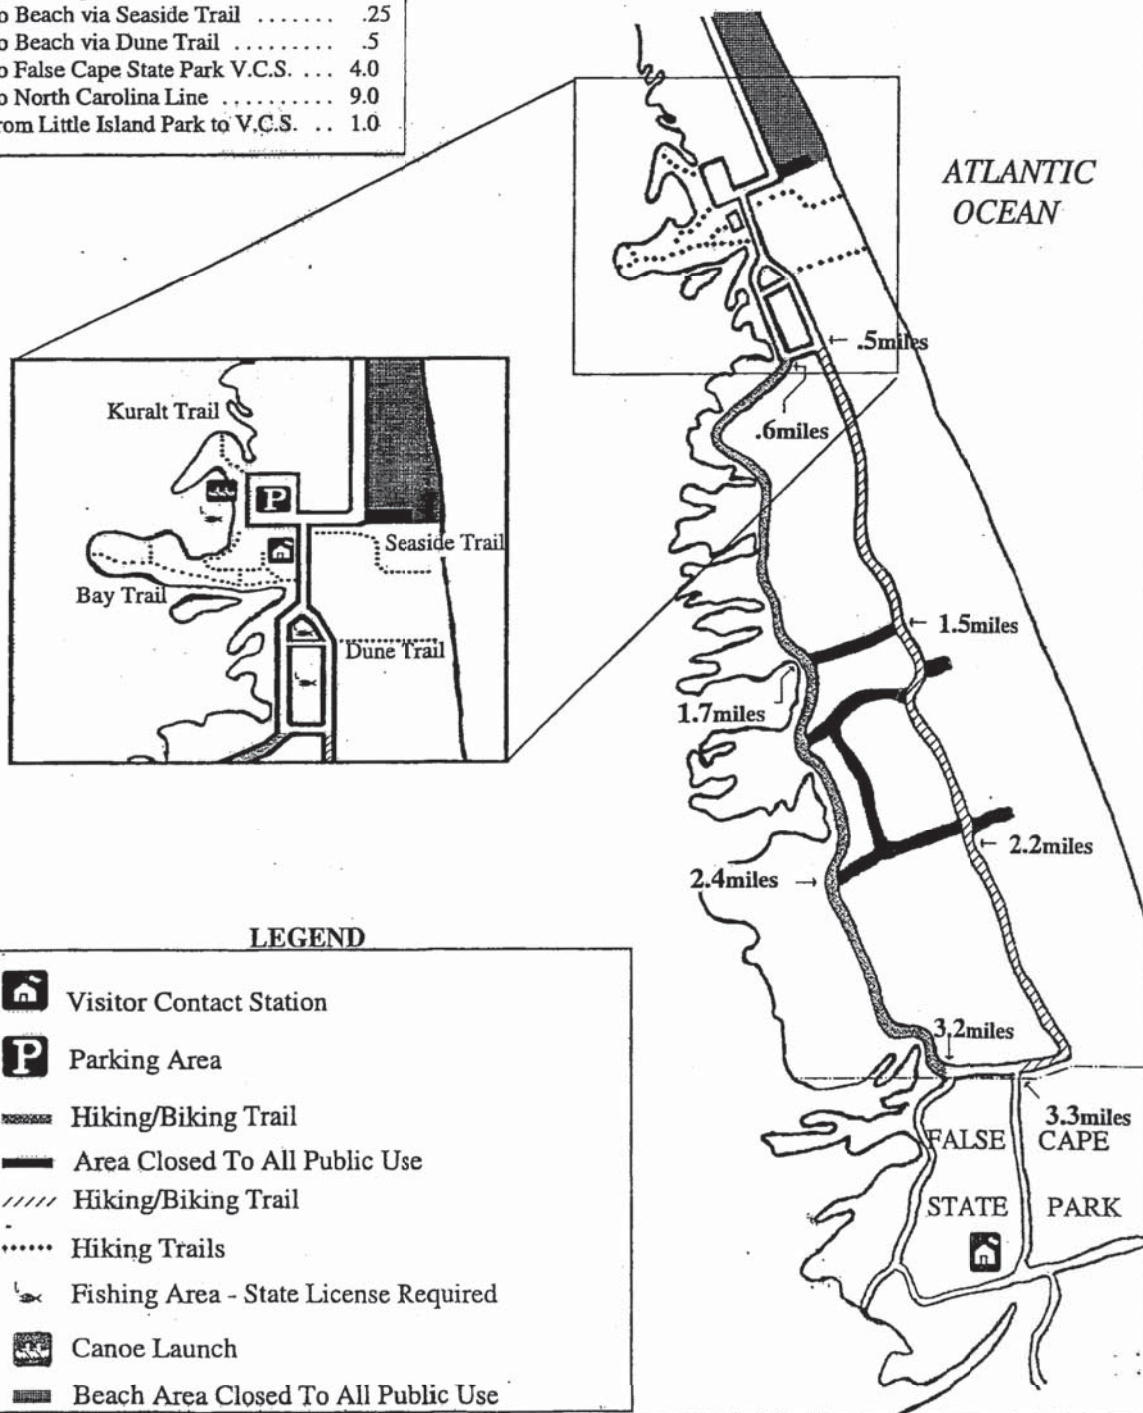 o Beach via Seaside Trail ....... .25
o Beach via Dune Trail ......... .5
o False Cape State Park V.C.S. ... 4.0
o North Carolina Line .......... 9.0
rom Little Island Park to V.C.S. .. 1.0
ATLANTIC
OCEAN
.5miles
.6miles
1.5miles
1.7miles
2.2miles
2.4miles
3.2miles
3.3miles
FALSE CAPE
STATE PARK
Kuralt Trail
P
Seaside Trail
Bay Trail
Dune Trail
LEGEND
Visitor Contact Station
P Parking Area
Hiking/Biking Trail
Area Closed To All Public Use
Hiking/Biking Trail
Hiking Trails
Fishing Area - State License Required
Canoe Launch
Beach Area Closed To All Public Use